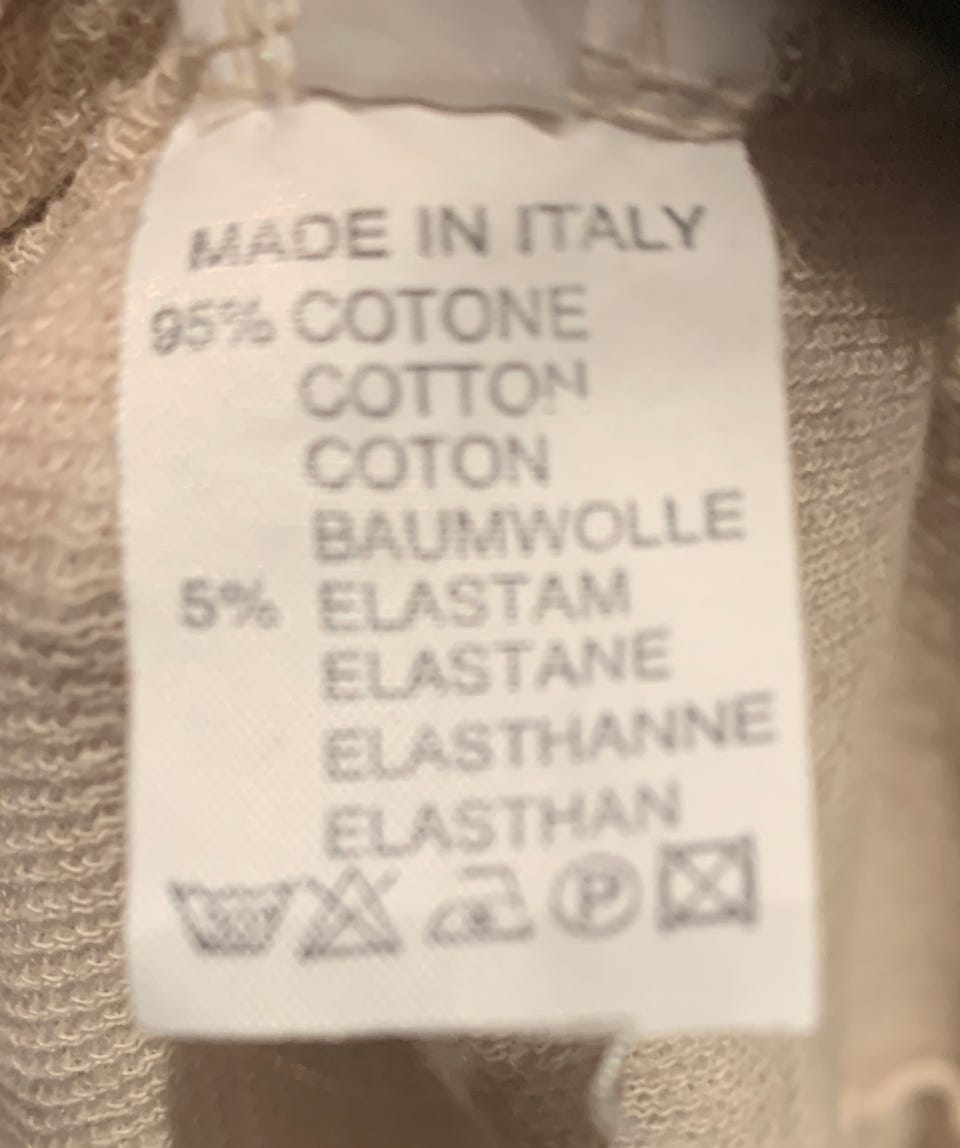 MADE IN ITALY
95% COTONE
COTTON
COTON
BAUMWOLLE
5% ELASTAM
ELASTANE
ELASTHANNE
ELASTHAN
P